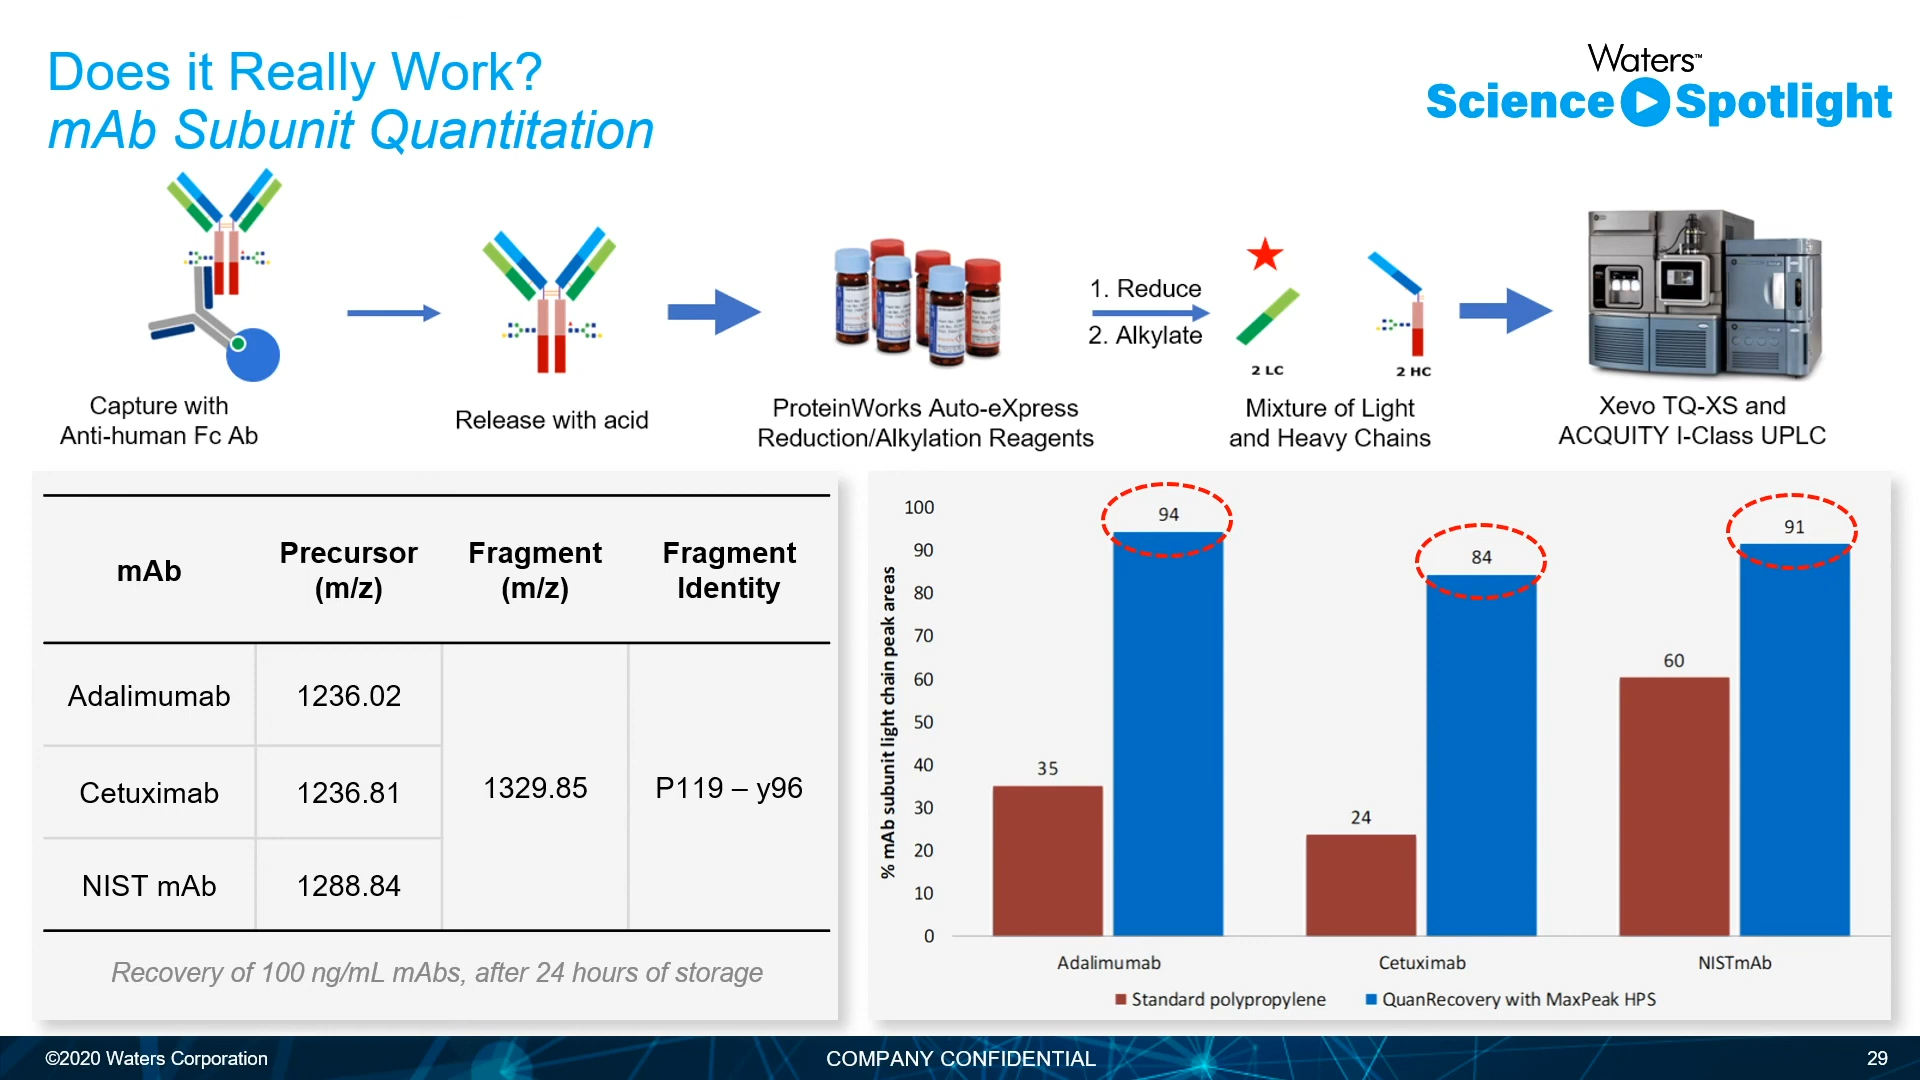 Does it Really Work?
mAb Subunit Quantitation
Waters™
Science Spotlight
Capture with
Anti-human Fc Ab
Release with acid
ProteinWorks Auto-eXpress
Reduction/Alkylation Reagents
1. Reduce
2. Alkylate
2 LC
2 HC
Mixture of Light
and Heavy Chains
Xevo TQ-XS and
ACQUITY I-Class UPLC
mAb
Precursor
(m/z)
Fragment
(m/z)
Fragment
Identity
Adalimumab
1236.02
Cetuximab
1236.81
NIST mAb
1288.84
1329.85
P119 – y96
Recovery of 100 ng/mL mAbs, after 24 hours of storage
% mAb subunit light chain peak areas
100
90
80
70
60
50
40
30
20
10
0
35
94
24
84
60
91
Adalimumab
Cetuximab
NISTmAb
Standard polypropylene
QuanRecovery with MaxPeak HPS
©2020 Waters Corporation
COMPANY CONFIDENTIAL
29